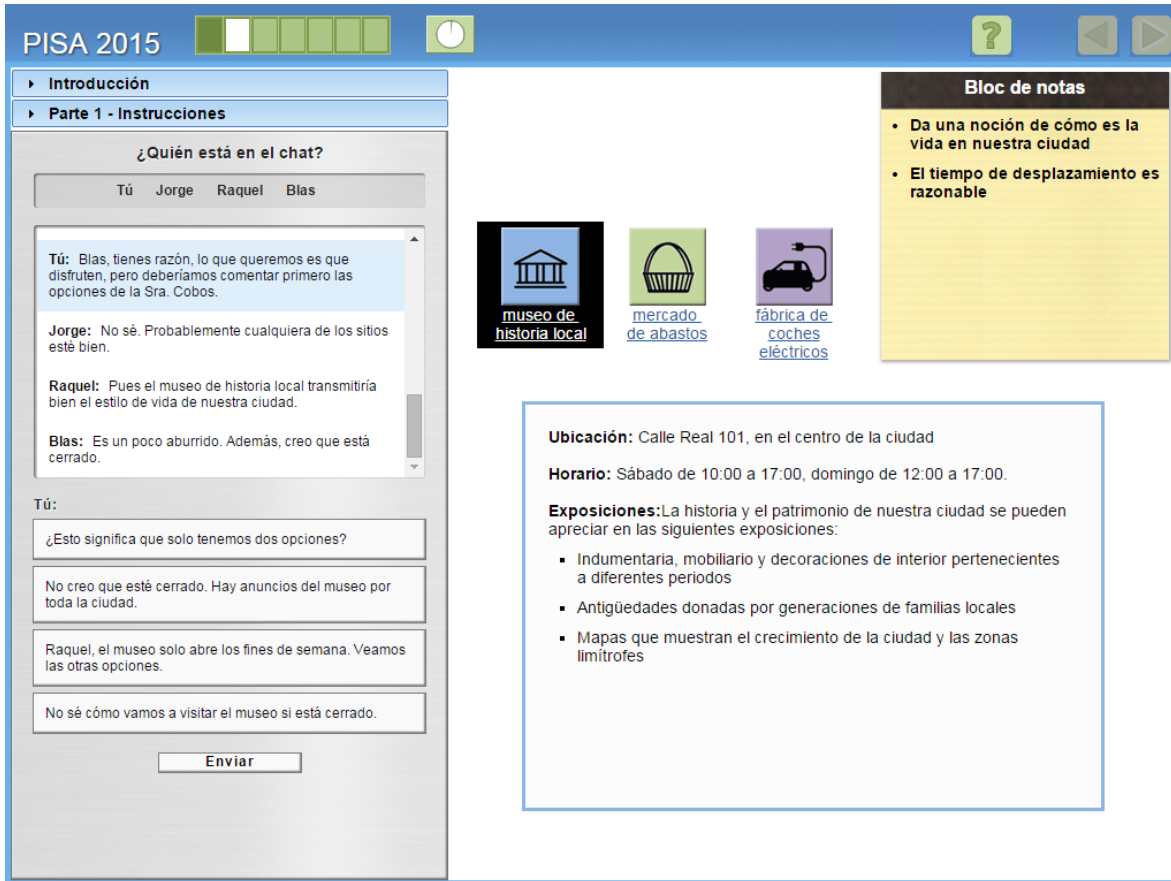 PISA 2015
?
Introducción
Parte 1 - Instrucciones
¿Quién está en el chat?
Tú Jorge Raquel Blas
Tú: Blas, tienes razón, lo que queremos es que
disfruten, pero deberíamos comentar primero las
opciones de la Sra. Cobos.
Jorge: No sé. Probablemente cualquiera de los sitios
esté bien.
Raquel: Pues el museo de historia local transmitiría
bien el estilo de vida de nuestra ciudad.
Blas: Es un poco aburrido. Además, creo que está
cerrado.
Tú:
¿Esto significa que solo tenemos dos opciones?
No creo que esté cerrado. Hay anuncios del museo por
toda la ciudad.
Raquel, el museo solo abre los fines de semana. Veamos
las otras opciones.
No sé cómo vamos a visitar el museo si está cerrado.
Enviar
museo de
historia local
mercado
de abastos
fábrica de
coches
eléctricos
Bloc de notas
• Da una noción de cómo es la
vida en nuestra ciudad
• El tiempo de desplazamiento es
razonable
Ubicación: Calle Real 101, en el centro de la ciudad
Horario: Sábado de 10:00 a 17:00, domingo de 12:00 a 17:00.
Exposiciones:La historia y el patrimonio de nuestra ciudad se pueden
apreciar en las siguientes exposiciones:
▪ Indumentaria, mobiliario y decoraciones de interior pertenecientes
a diferentes periodos
▪ Antigüedades donadas por generaciones de familias locales
▪ Mapas que muestran el crecimiento de la ciudad y las zonas
limítrofes